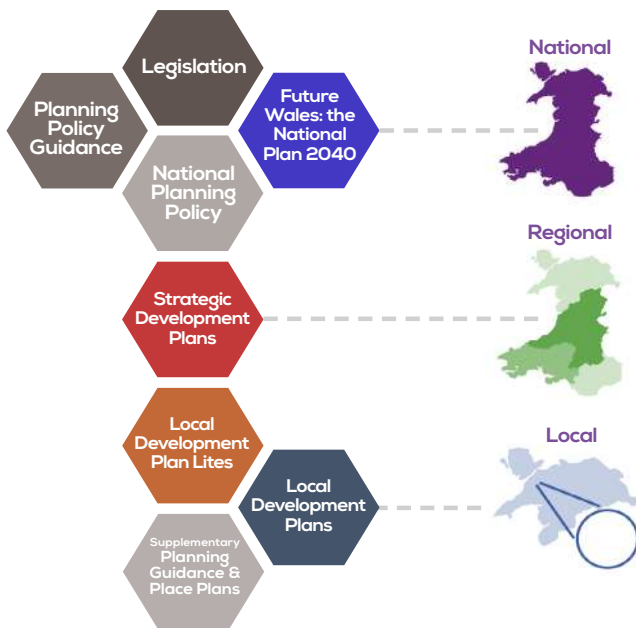 Legislation
Planning
Policy
Guidance
Future
Wales: the
National
Plan 2040
National
Planning
Policy
National
Regional
Strategic
Development
Plans
Local
Development
Plan Lites
Local
Local
Development
Plans
Supplementary
Planning
Guidance &
Place Plans